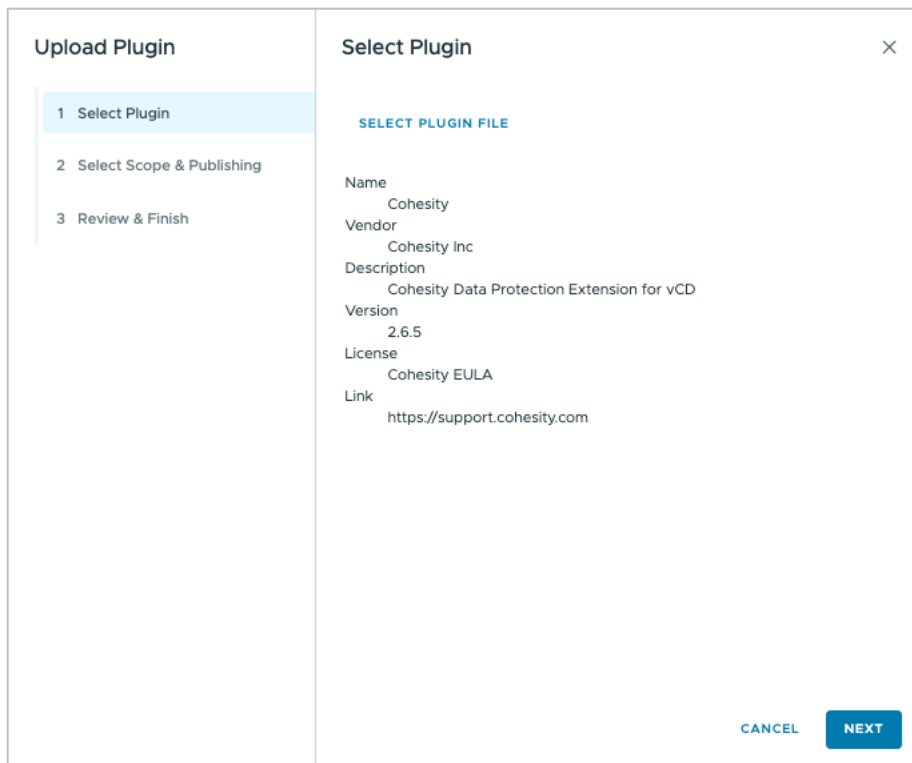 Upload Plugin
1 Select Plugin
2 Select Scope & Publishing
3 Review & Finish
Select Plugin
SELECT PLUGIN FILE
Name
Cohesity
Vendor
Cohesity Inc
Description
Cohesity Data Protection Extension for vCD
Version
2.6.5
License
Cohesity EULA
Link
https://support.cohesity.com
CANCEL
NEXT